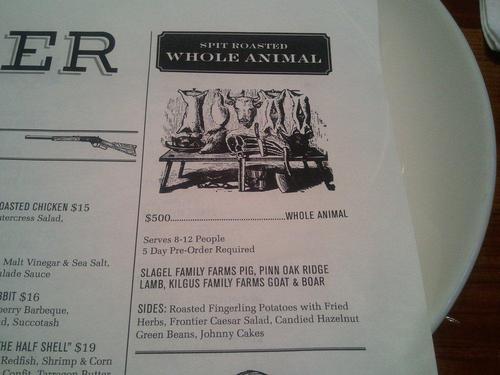 ER
OASTED CHICKEN $15
tercress Salad,
Malt Vinegar & Sea Salt,
BBIT $16
berry Barbeque,
Succotash
HE HALF SHELL" $19
Redfish, Shrimp & Corn
Confit, Tarragon Butter
SPIT ROASTED
WHOLE ANIMAL
$500..............................WHOLE ANIMAL
Serves 8-12 People
5 Day Pre-Order Required
SLAGEL FAMILY FARMS PIG, PINN OAK RIDGE
LAMB, KILGUS FAMILY FARMS GOAT & BOAR
SIDES: Roasted Fingerling Potatoes with Fried
Herbs, Frontier Caesar Salad, Candied Hazelnut
Green Beans, Johnny Cakes